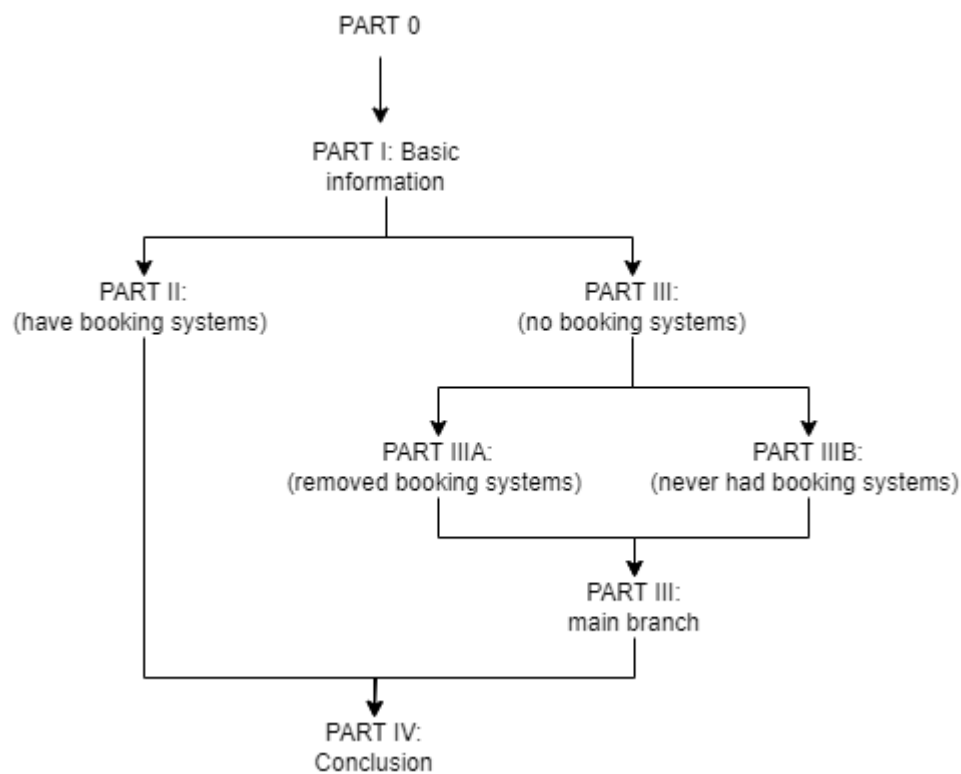 PART 0
PART I: Basic
information
PART II:
(have booking systems)
PART III:
(no booking systems)
PART IIIA:
(removed booking systems)
PART IIIB:
(never had booking systems)
PART III:
main branch
PART IV:
Conclusion